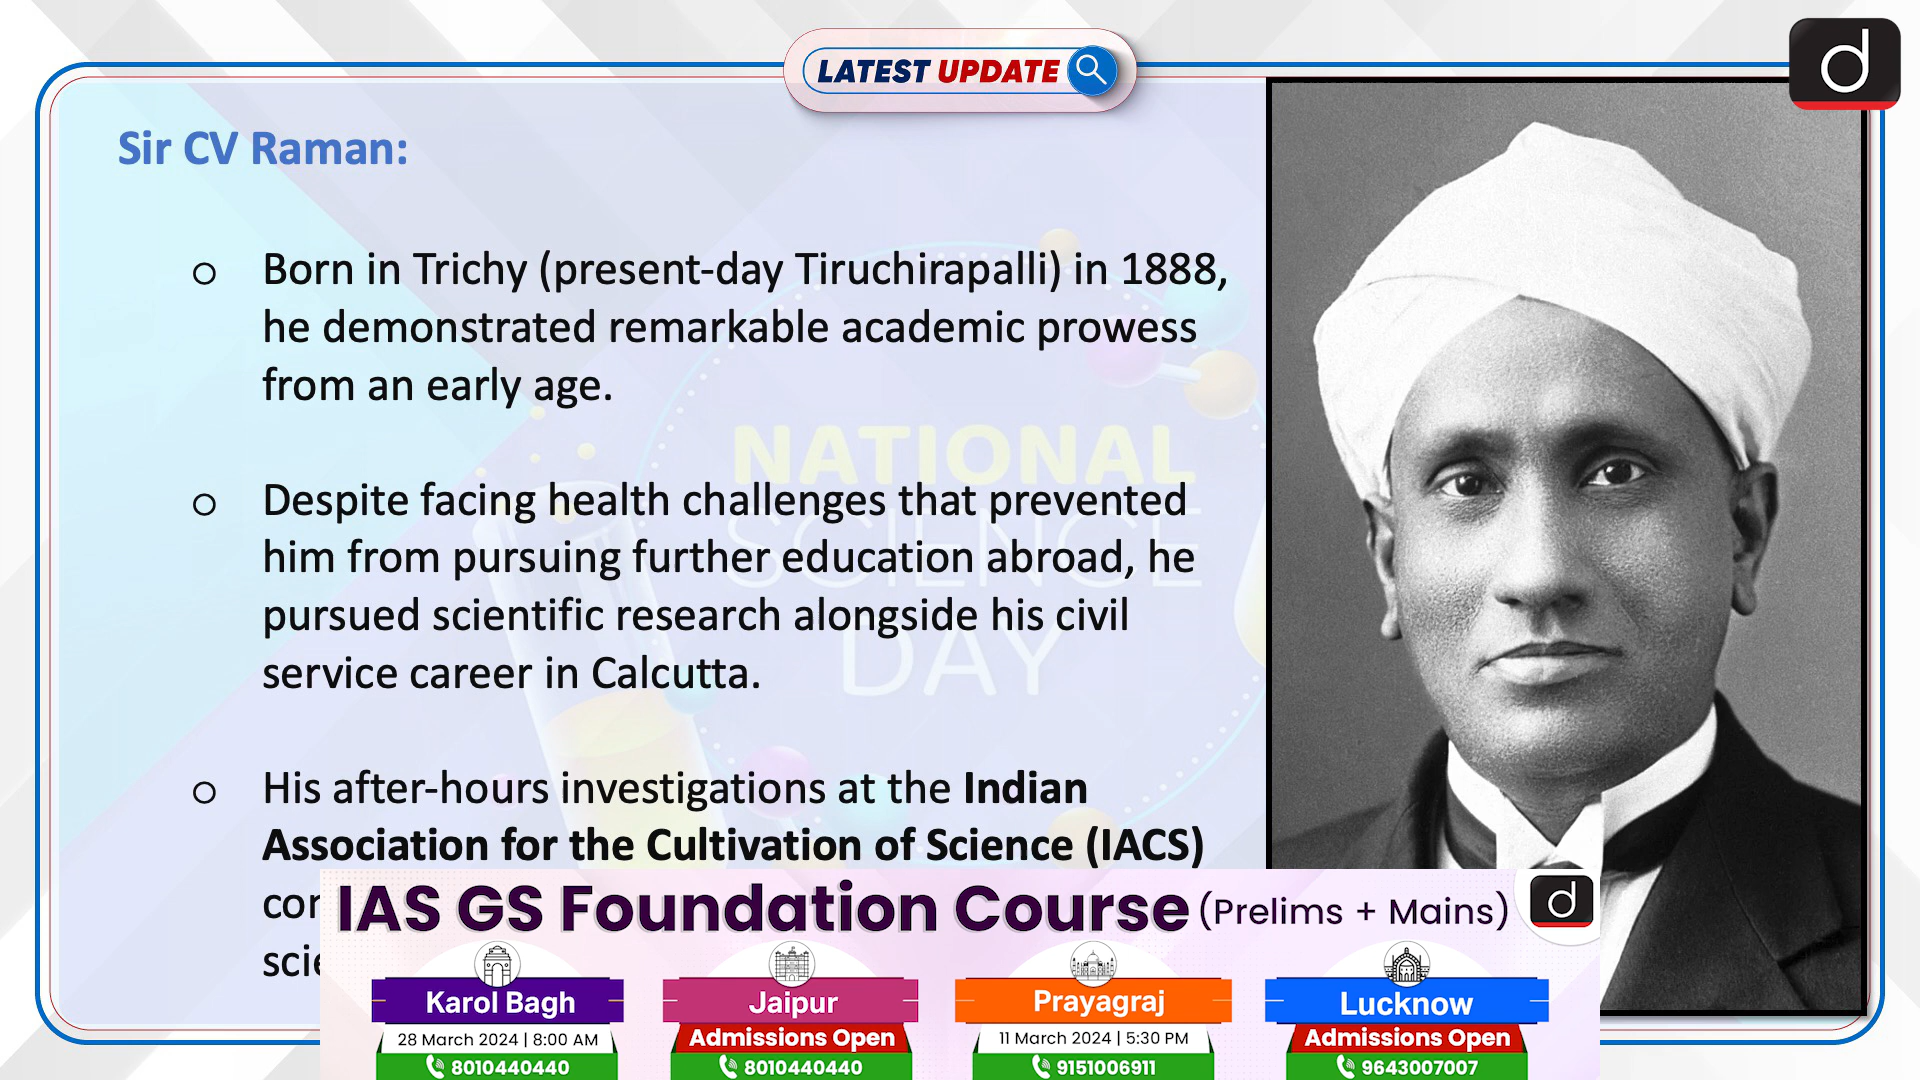 LATEST UPDATE
d
Sir CV Raman:
o Born in Trichy (present-day Tiruchirapalli) in 1888,
he demonstrated remarkable academic prowess
from an early age.
NATIONAL
SCIENCE
DAY
o Despite facing health challenges that prevented
him from pursuing further education abroad, he
pursued scientific research alongside his civil
service career in Calcutta.
o His after-hours investigations at the Indian
Association for the Cultivation of Science (IACS)
IAS GS Foundation Course (Prelims + Mains)
d
Karol Bagh
28 March 2024 | 8:00 AM
8010440440
Jaipur
Admissions Open
8010440440
Prayagraj
11 March 2024 | 5:30 PM
9151006911
Lucknow
Admissions Open
9643007007